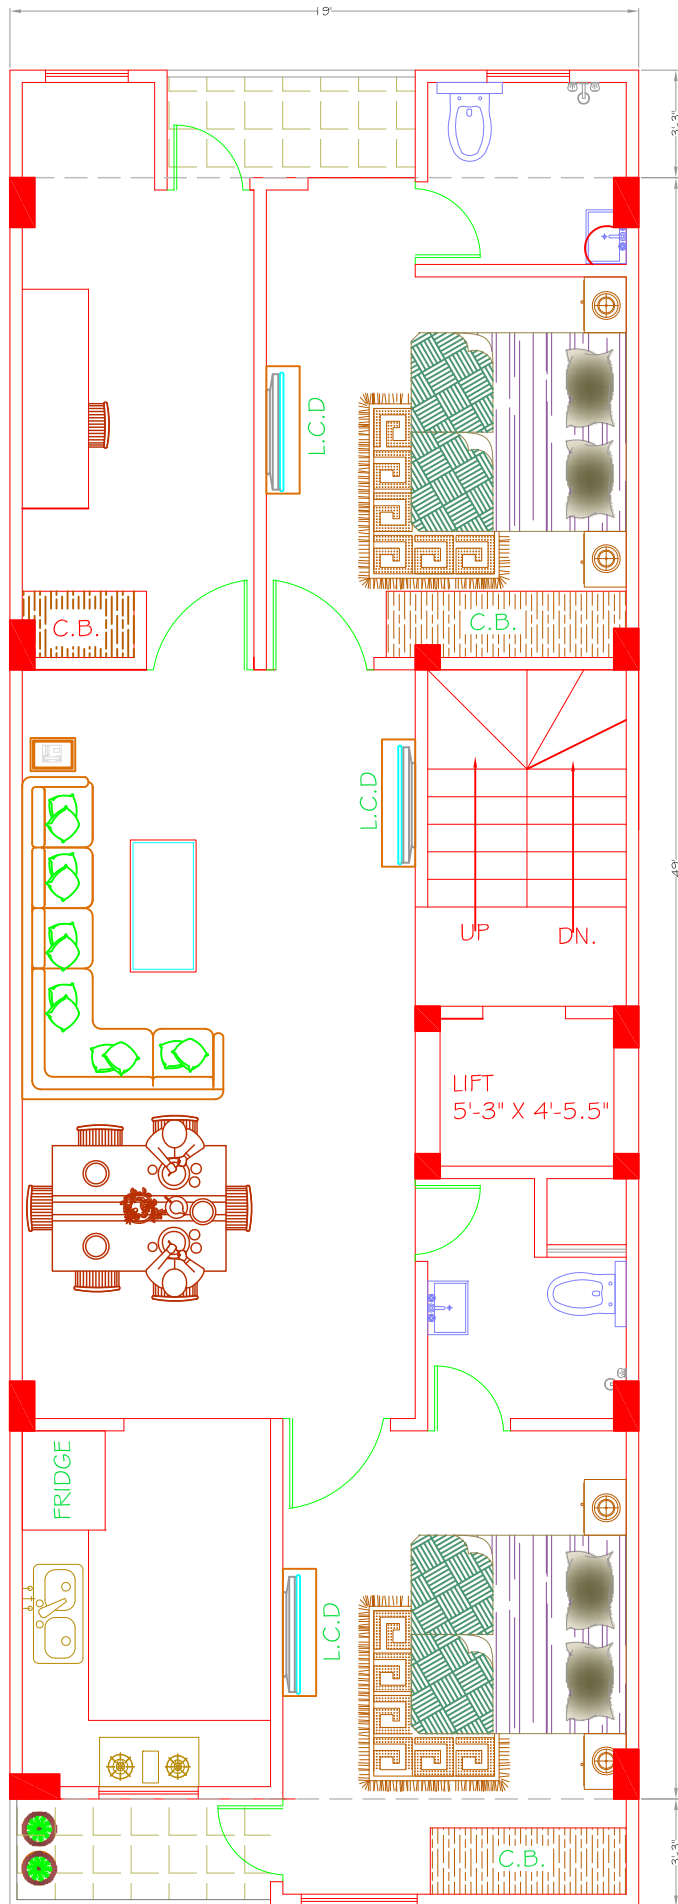 19'
3'-3"
L.C.D
C.B.
C.B.
L.C.D
49'
UP
DN.
LIFT
5'-3" X 4'-5.5"
FRIDGE
L.C.D
C.B.
3'-3"